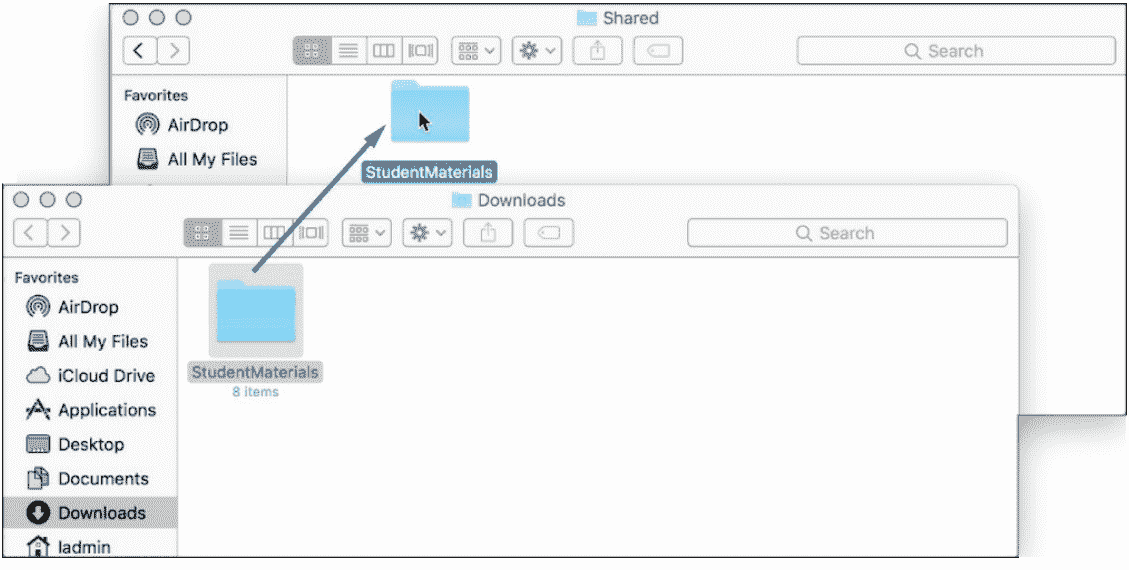 Shared
Search
Favorites
AirDrop
All My Files
StudentMaterials
Downloads
Search
Favorites
AirDrop
All My Files
iCloud Drive
Applications
Desktop
Documents
Downloads
ladmin
StudentMaterials
8 items